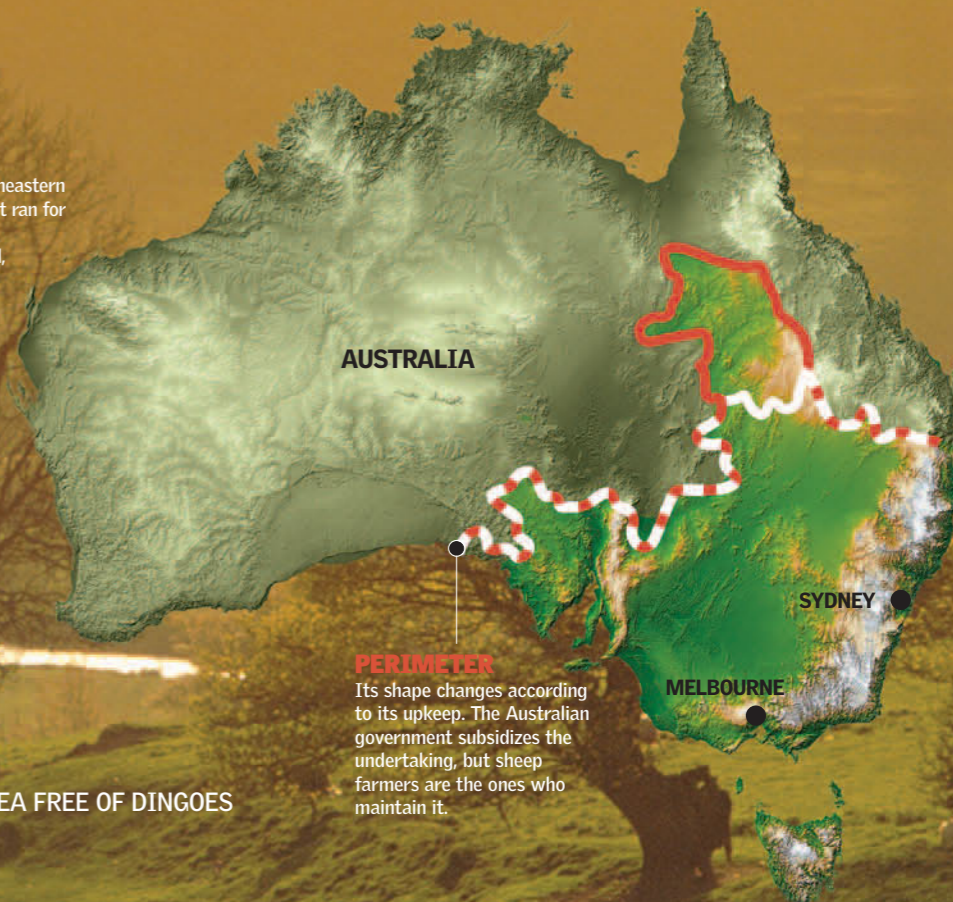 neastern
t ran for
AUSTRALIA
SYDNEY
PERIMETER
Its shape changes according
to its upkeep. The Australian
government subsidizes the
undertaking, but sheep
farmers are the ones who
maintain it.
MELBOURNE
EA FREE OF DINGOES